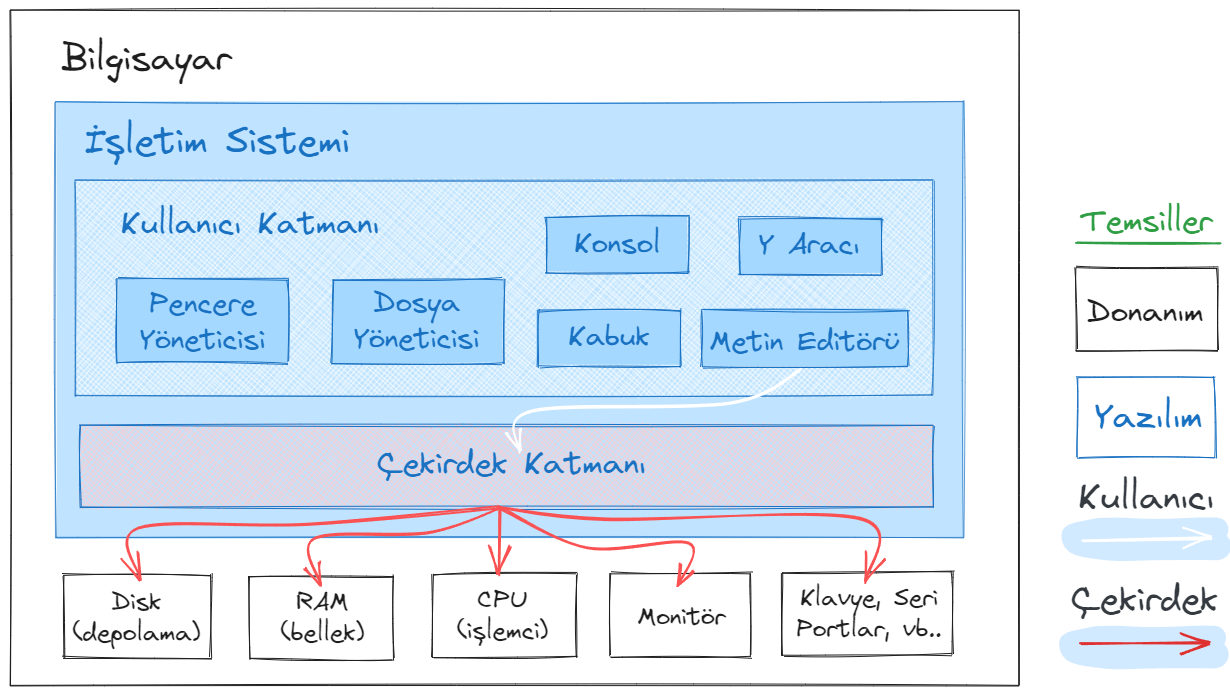 Bilgisayar
İşletim Sistemi
Kullanıcı Katmanı
Konsol
Y Aracı
Pencere
Yöneticisi
Dosya
Yöneticisi
Kabuk
Metin Editörü
Çekirdek Katmanı
Disk
(depolama)
RAM
(bellek)
CPU
(işlemci)
Monitör
Klavye, Seri
Portlar, vb..
Temsiller
Donanım
Yazılım
Kullanıcı
Çekirdek